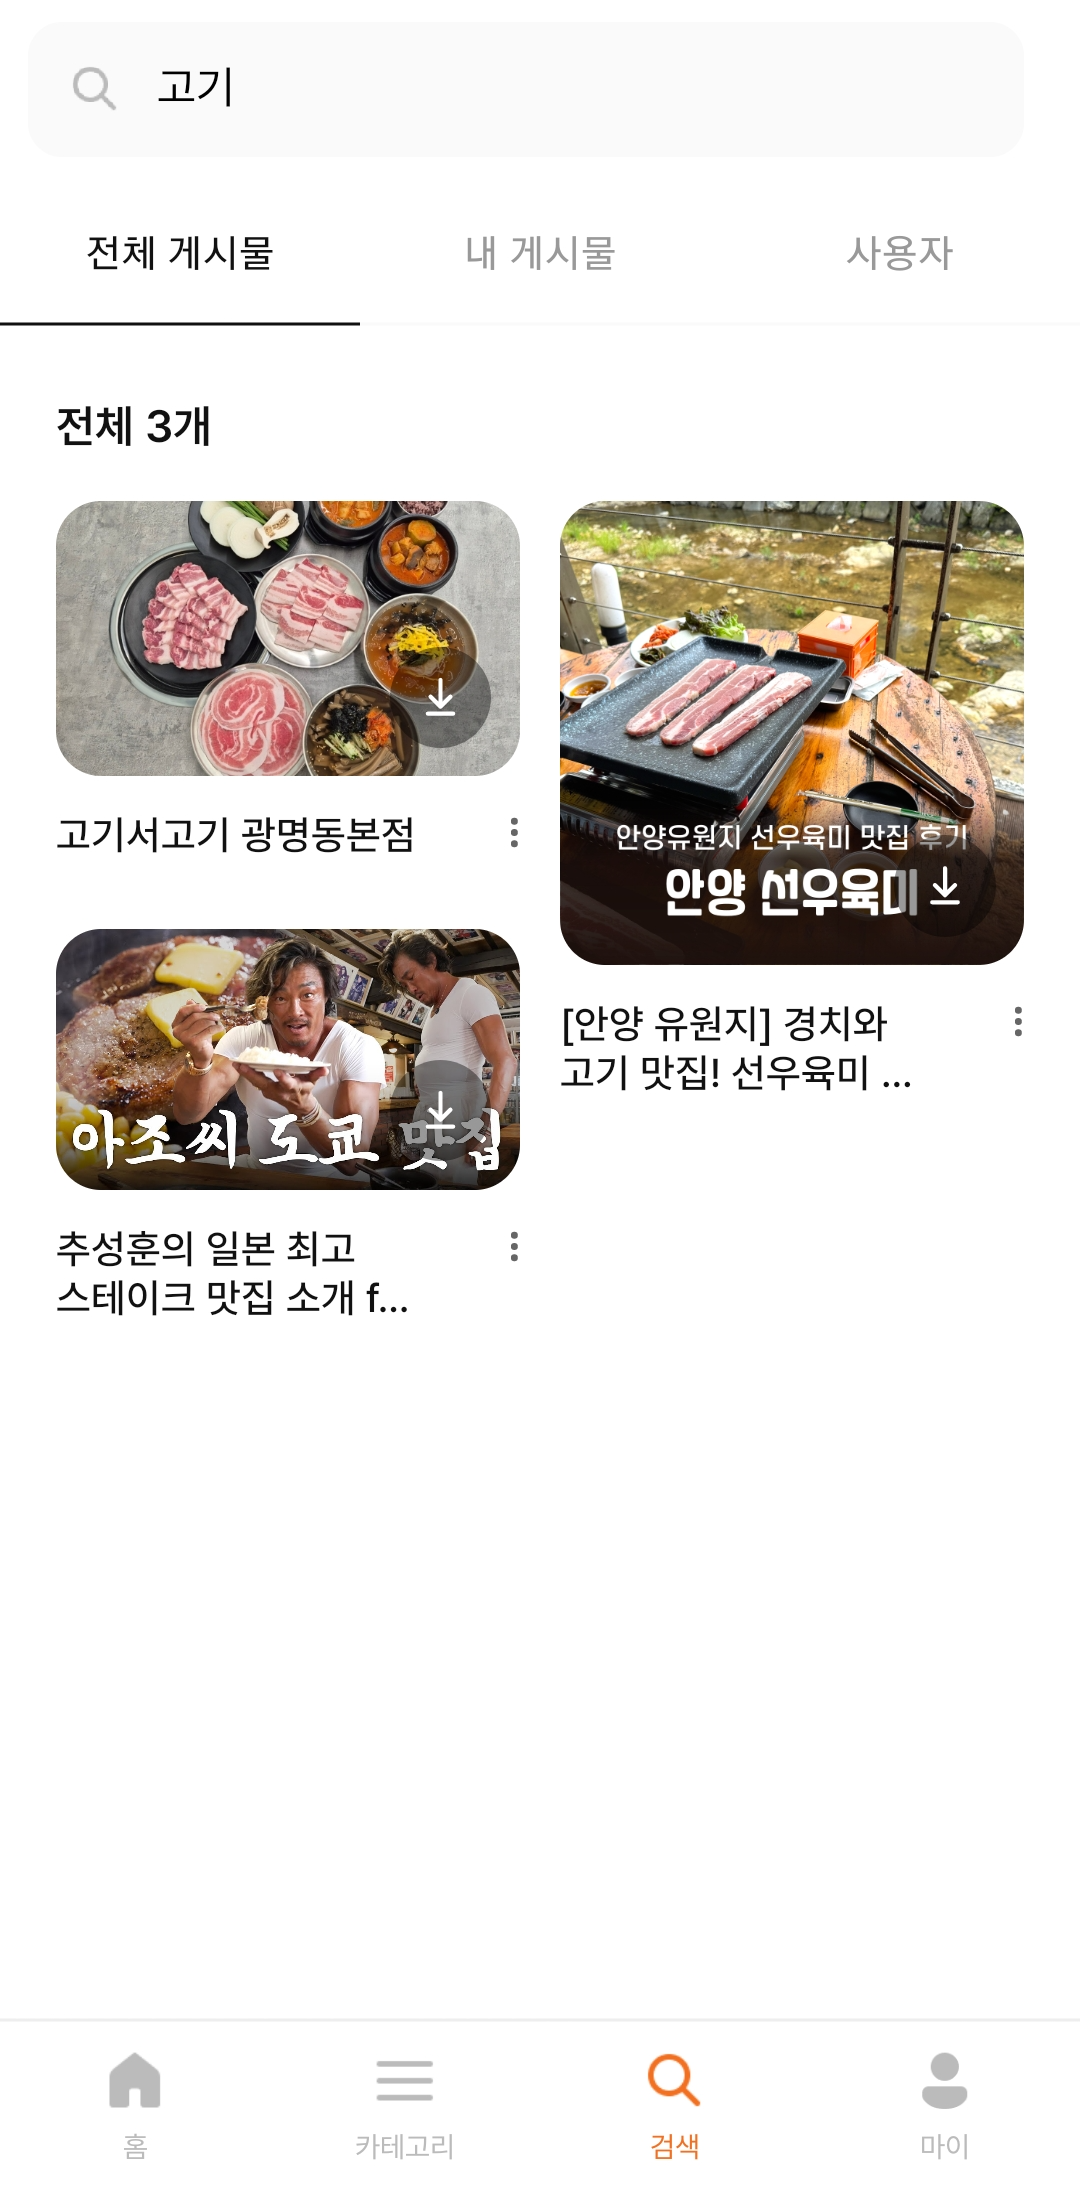 고기
전체 게시물
내 게시물
사용자
전체 3개
고기서고기 광명동본점
안양유원지 선우육미 맛집 후기
안양 선우육미
[안양 유원지] 경치와
고기 맛집! 선우육미 ...
아조씨 도쿄 맛집
추성훈의 일본 최고
스테이크 맛집 소개 f...
홈
카테고리
검색
마이